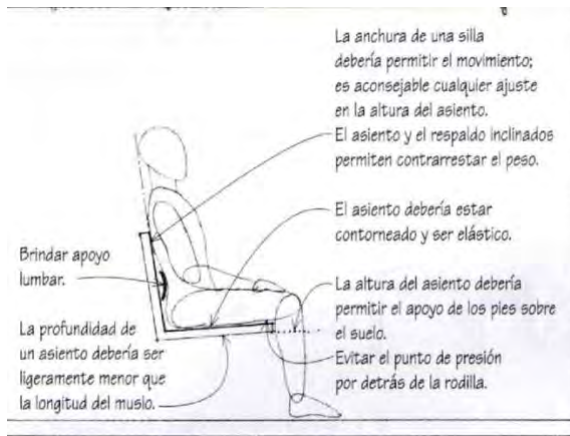 La anchura de una silla
debería permitir el movimiento;
es aconsejable cualquier ajuste
en la altura del asiento.
El asiento y el respaldo inclinados
permiten contrarrestar el peso.
El asiento debería estar
contorneado y ser elástico.
Brindar apoyo
lumbar.
La altura del asiento debería
permitir el apoyo de los pies sobre
el suelo.
La profundidad de
un asiento debería ser
ligeramente menor que
la longitud del muslo.
Evitar el punto de presión
por detrás de la rodilla.